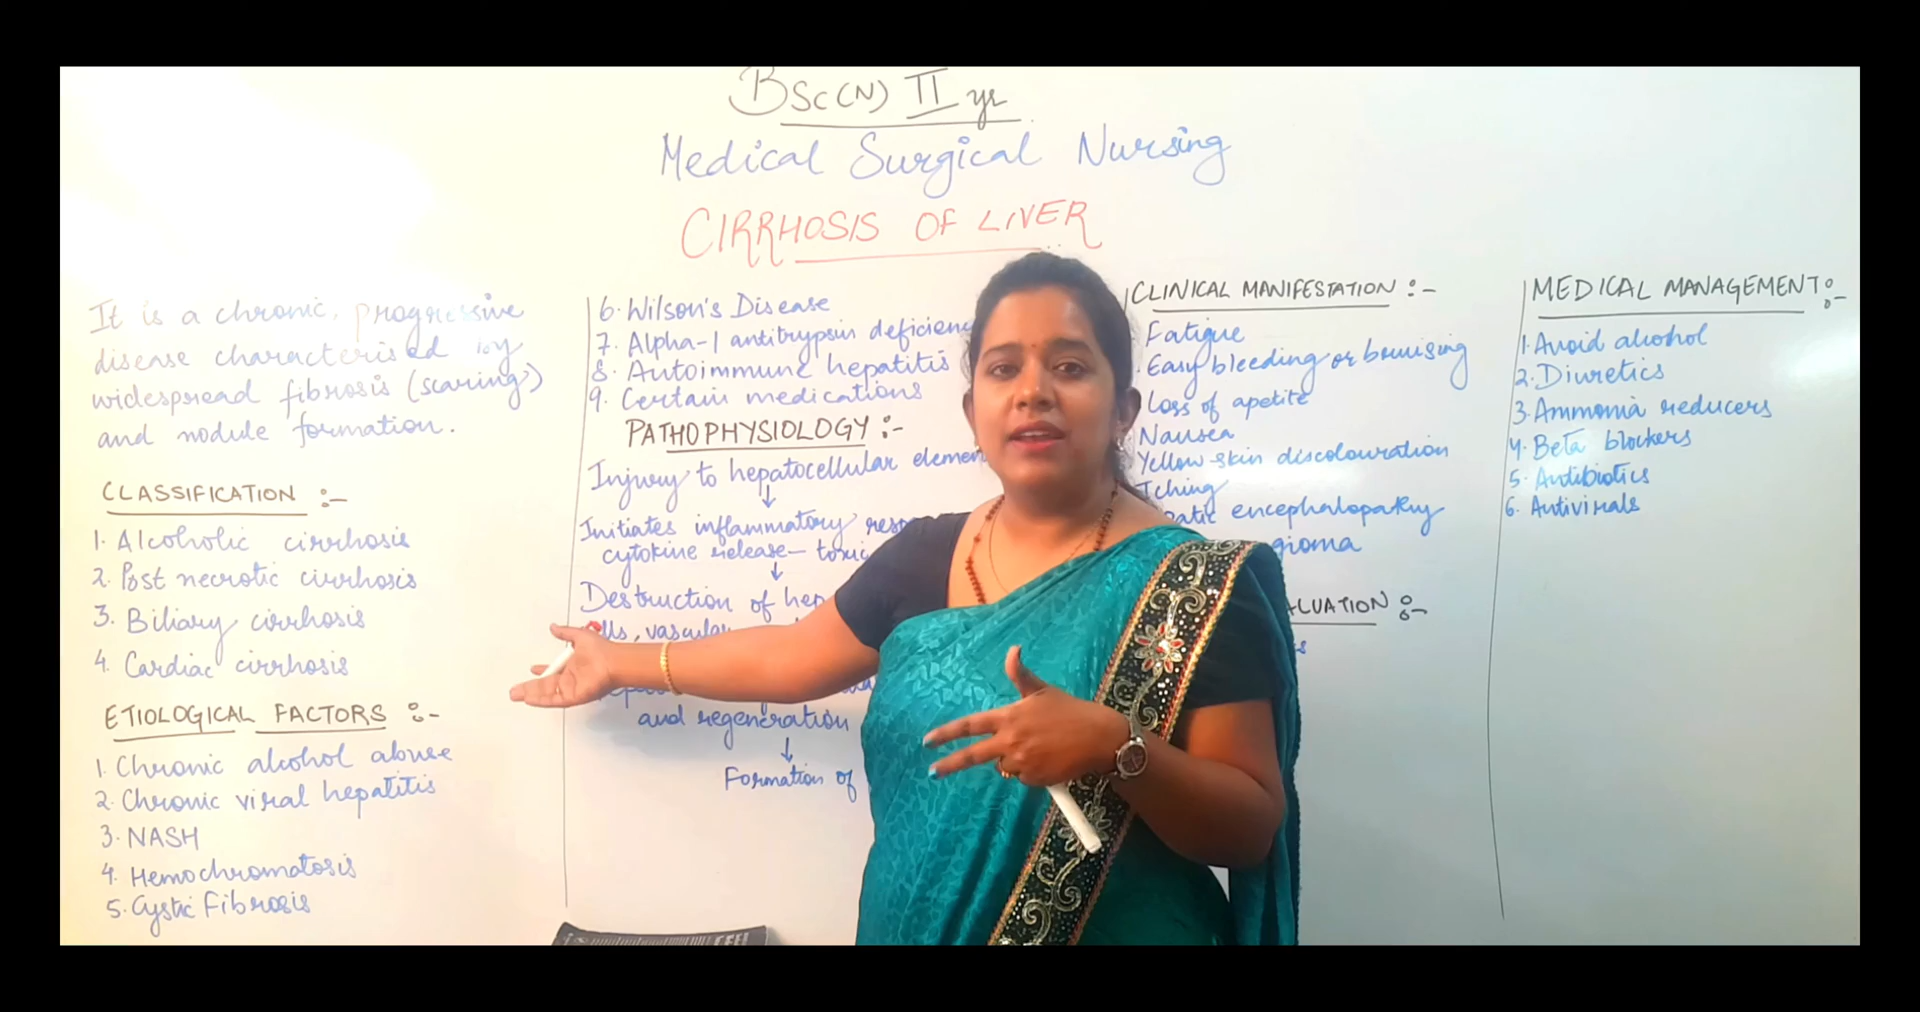 BSc(N) II yr
Medical Surgical Nursing
CIRRHOSIS OF LIVER
It is a chronic, progressive
disease characterised by
widespread fibrosis (scaring)
and nodule formation.
CLASSIFICATION :-
1. Alcoholic cirrhosis
2. Post necrotic cirrhosis
3. Biliary cirrhosis
4. Cardiac cirrhosis
ETIOLOGICAL FACTORS :-
1. Chronic alcohol abuse
2. Chronic viral hepatitis
3. NASH
4. Hemochromatosis
5. Cystic Fibrosis
6. Wilson's Disease
7. Alpha-1 antitrypsin
8. Autoimmune hepatitis
9. Certain medications
PATHOPHYSIOLOGY :-
Injury to hepatocellular
↓
Initiates inflammatory
cytokine release –
↓
Destruction of
vascular
and regeneration
↓
Formation of
CLINICAL MANIFESTATION :-
Fatigue
Easy bleeding or bruising
Loss of apetite
Nausea
Yellow skin discolouration
Itching
encephalopathy
MEDICAL MANAGEMENT :-
1. Avoid alcohol
2. Diuretics
3. Ammonia reducers
4. Beta blockers
5. Antibiotics
6. Antivirals